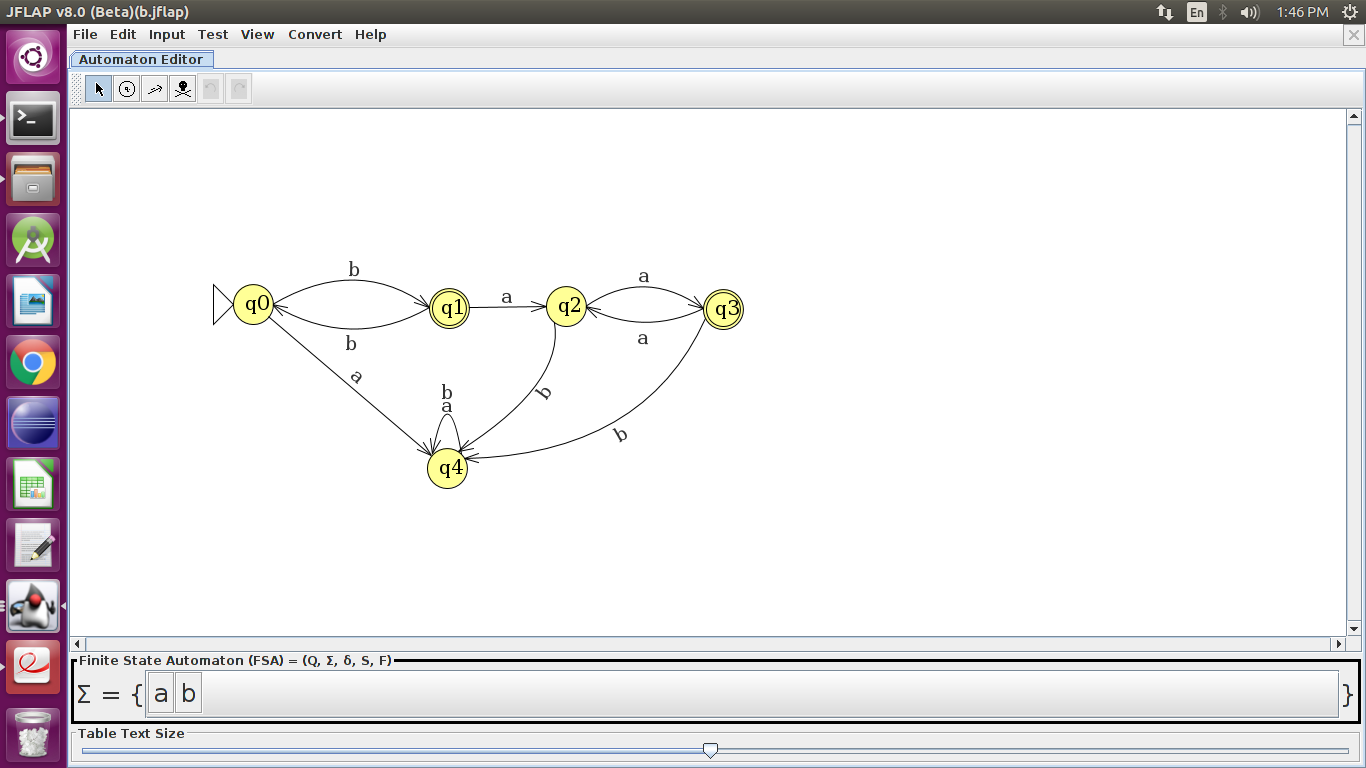 JFLAP v8.0 (Beta)(b.jflap)
En
1:46 PM
File Edit Input Test View Convert Help
Automaton Editor
b
a
q0
q1
a
q2
q3
b
a
a
b
b
a
b
q4
Finite State Automaton (FSA) = (Q, Σ, δ, S, F)
Σ = { a b }
Table Text Size